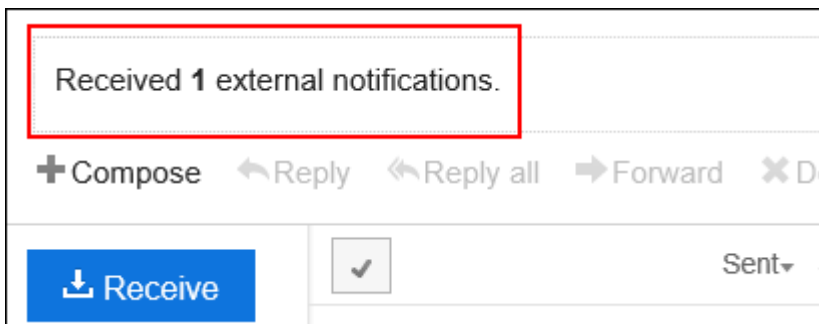 Received 1 external notifications.
Compose Reply Reply all Forward
Receive Sent